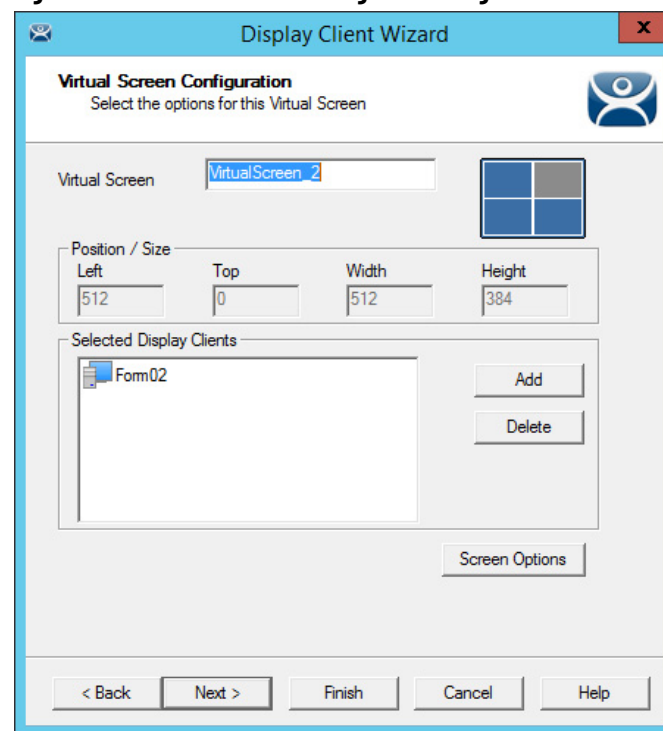 Display Client Wizard
x
Virtual Screen Configuration
Select the options for this Virtual Screen
Virtual Screen
VirtualScreen_2
Position / Size
Left Top Width Height
512 0 512 384
Selected Display Clients
Form02
Add
Delete
Screen Options
< Back Next > Finish Cancel Help